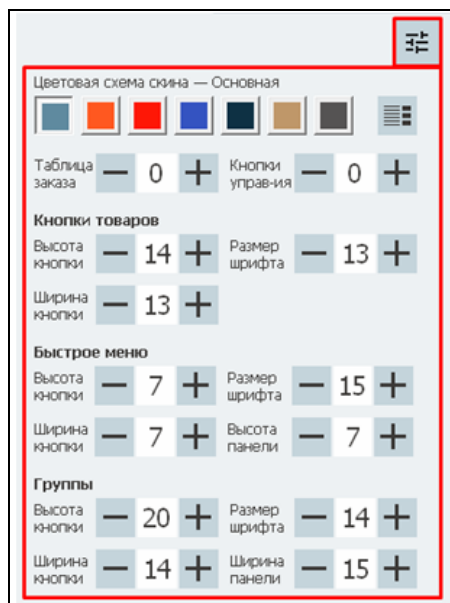 Цветовая схема скина — Основная
Таблица заказа — 0 + Кнопки управ-ия — 0 +
Кнопки товаров
Высота кнопки — 14 + Размер шрифта — 13 +
Ширина кнопки — 13 +
Быстрое меню
Высота кнопки — 7 + Размер шрифта — 15 +
Ширина кнопки — 7 + Высота панели — 7 +
Группы
Высота кнопки — 20 + Размер шрифта — 14 +
Ширина кнопки — 14 + Ширина панели — 15 +